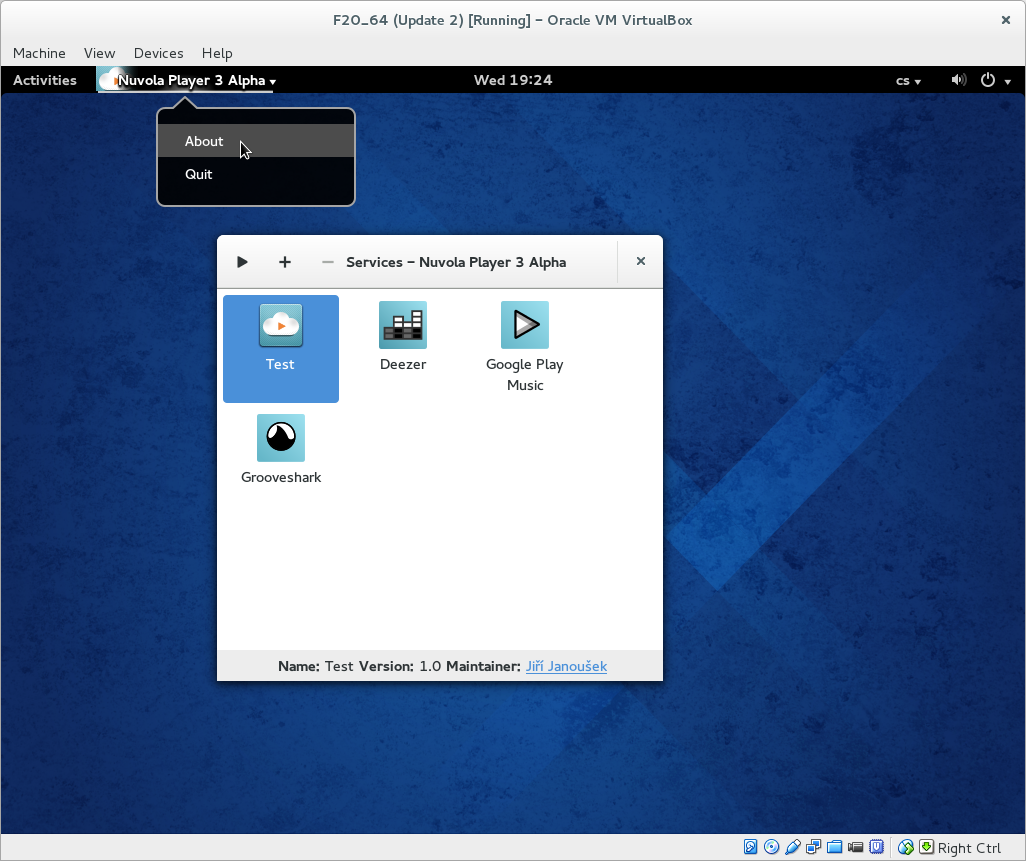 F20_64 (Update 2) [Running] – Oracle VM VirtualBox
Machine View Devices Help
Activities Nuvola Player 3 Alpha Wed 19:24 cs
About
Quit
Services – Nuvola Player 3 Alpha
Test Deezer Google Play
Music
Grooveshark
Name: Test Version: 1.0 Maintainer: Jiří Janoušek
Right Ctrl